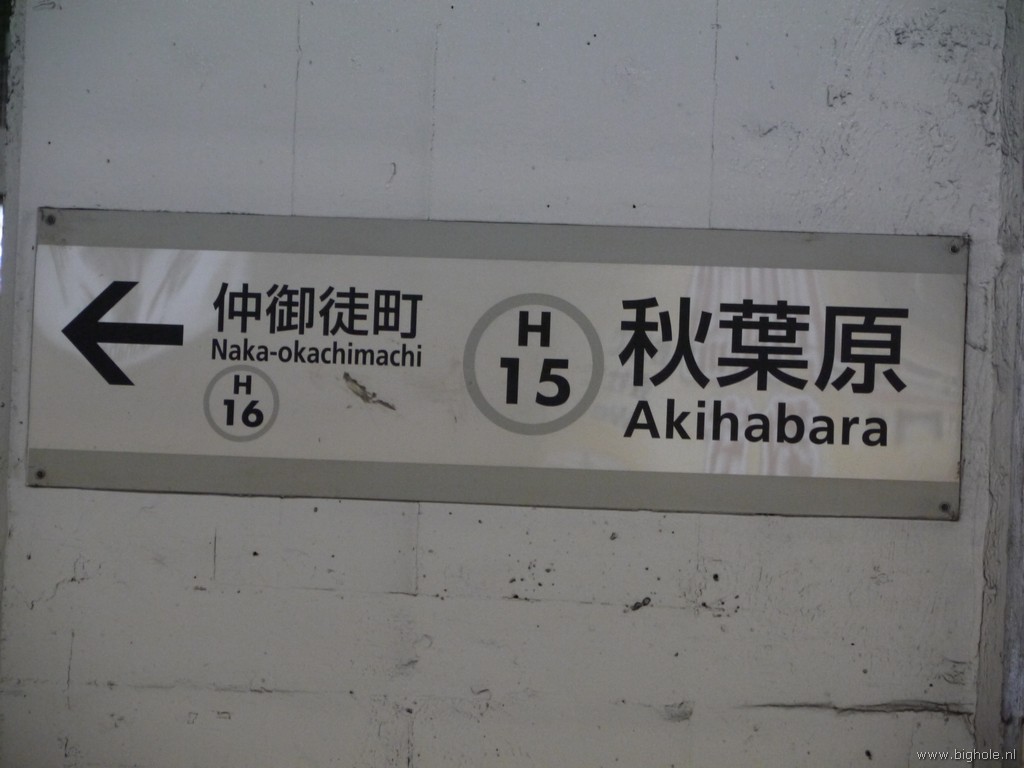 仲御徒町
Naka-okachimachi
H
16
H
15
秋葉原
Akihabara
www.bighole.nl